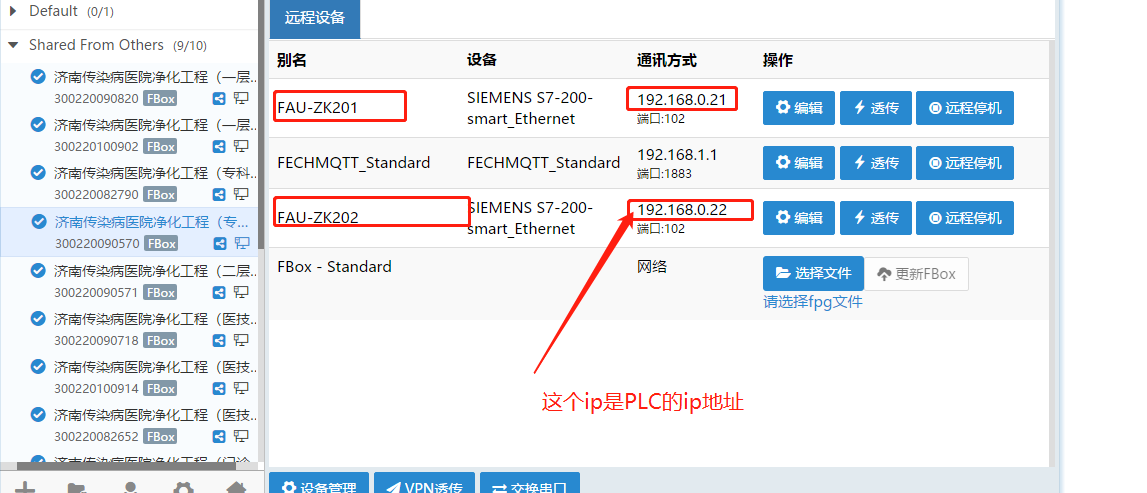 Default (0/1)
Shared From Others (9/10)
济南传染病医院净化工程（一层...
300220090820 FBox
济南传染病医院净化工程（一层...
300220100902 FBox
济南传染病医院净化工程（专科...
300220082790 FBox
济南传染病医院净化工程（专...
300220090570 FBox
济南传染病医院净化工程（二层...
300220090571 FBox
济南传染病医院净化工程（医技...
300220090718 FBox
济南传染病医院净化工程（医技...
300220100914 FBox
济南传染病医院净化工程（医技...
300220082652 FBox
济南传染病医院净化工程（门诊
远程设备
别名 设备 通讯方式 操作
FAU-ZK201 SIEMENS S7-200- 192.168.0.21 编辑 透传 远程停机
smart_Ethernet 端口:102
FECHMQTT_Standard FECHMQTT_Standard 192.168.1.1 编辑 透传 远程停机
端口:1883
FAU-ZK202 SIEMENS S7-200- 192.168.0.22 编辑 透传 远程停机
smart_Ethernet 端口:102
FBox - Standard 网络 选择文件 更新FBox
请选择fpg文件
这个ip是PLC的ip地址
设备管理 VPN透传 交换串口